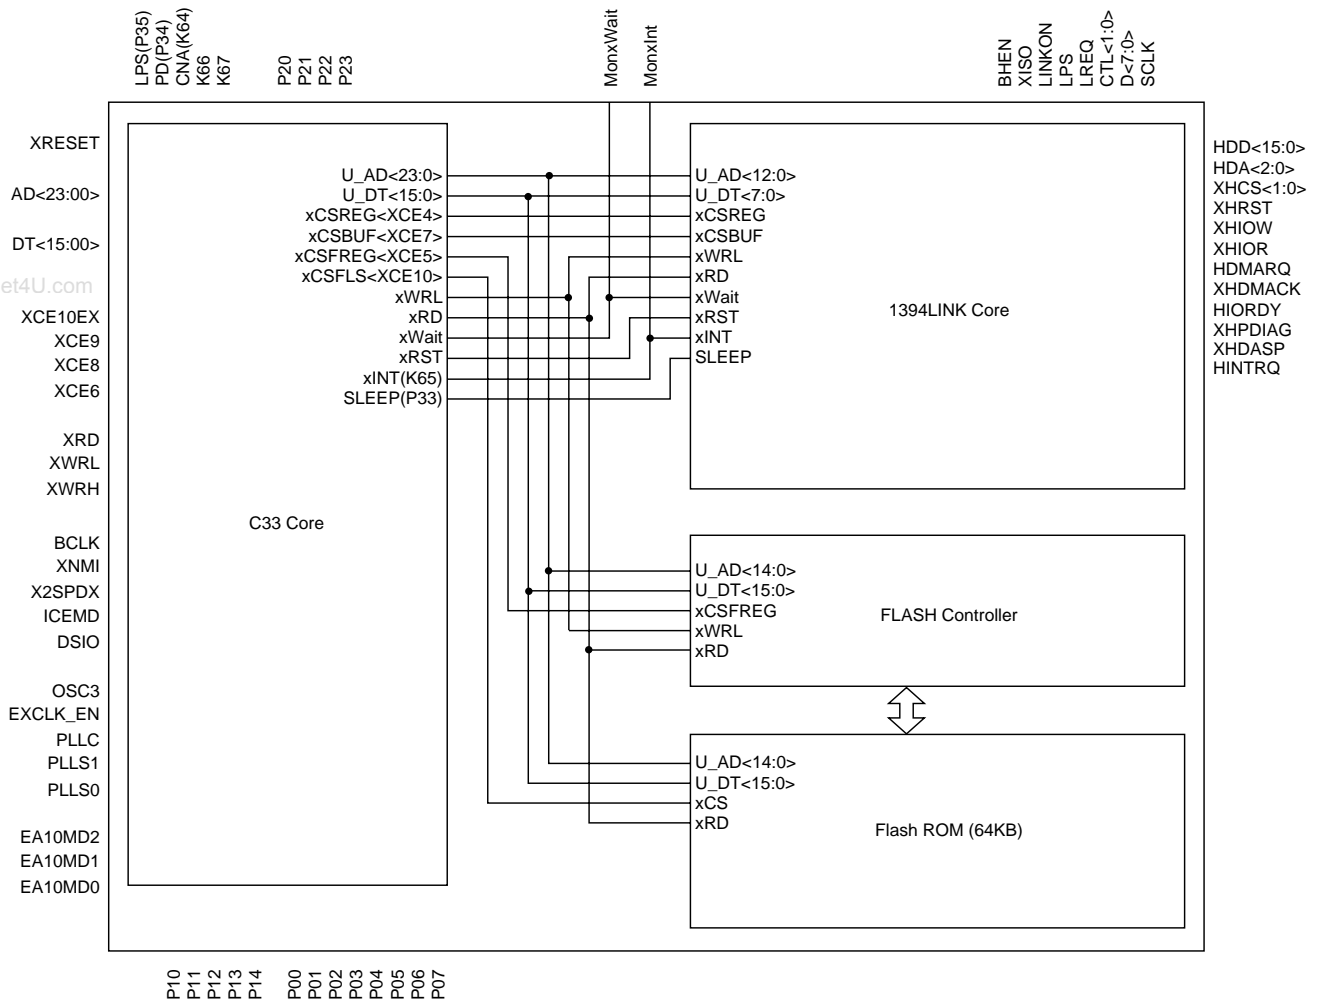 LPS(P35)
PD(P34)
CNA(K64)
K66
K67
P20
P21
P22
P23
MonxWait
MonxInt
BHEN
XISO
LINKON
LPS
LREQ
CTL<1:0>
D<7:0>
SCLK
XRESET
AD<23:00>
DT<15:00>
et4U.com
XCE10EX
XCE9
XCE8
XCE6
XRD
XWRL
XWRH
BCLK
XNMI
X2SPDX
ICEMD
DSIO
OSC3
EXCLK_EN
PLLC
PLLS1
PLLS0
EA10MD2
EA10MD1
EA10MD0
U_AD<23:0>
U_DT<15:0>
xCSREG<XCE4>
xCSBUF<XCE7>
xCSFREG<XCE5>
xCSFLS<XCE10>
xWRL
xRD
xWait
xRST
xINT(K65)
SLEEP(P33)
C33 Core
U_AD<12:0>
U_DT<7:0>
xCSREG
xCSBUF
xWRL
xRD
xWait
xRST
xINT
SLEEP
1394LINK Core
U_AD<14:0>
U_DT<15:0>
xCSFREG
xWRL
xRD
FLASH Controller
U_AD<14:0>
U_DT<15:0>
xCS
xRD
Flash ROM (64KB)
HDD<15:0>
HDA<2:0>
XHCS<1:0>
XHRST
XHIOW
XHIOR
HDMARQ
XHDMACK
HIORDY
XHPDIAG
XHDASP
HINTRQ
P10
P11
P12
P13
P14
P00
P01
P02
P03
P04
P05
P06
P07